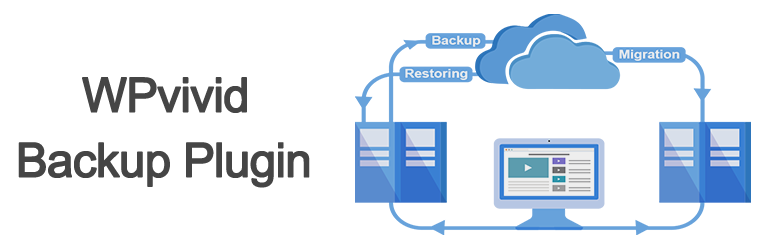 WPvivid
Backup Plugin
Backup
Restoring
Migration